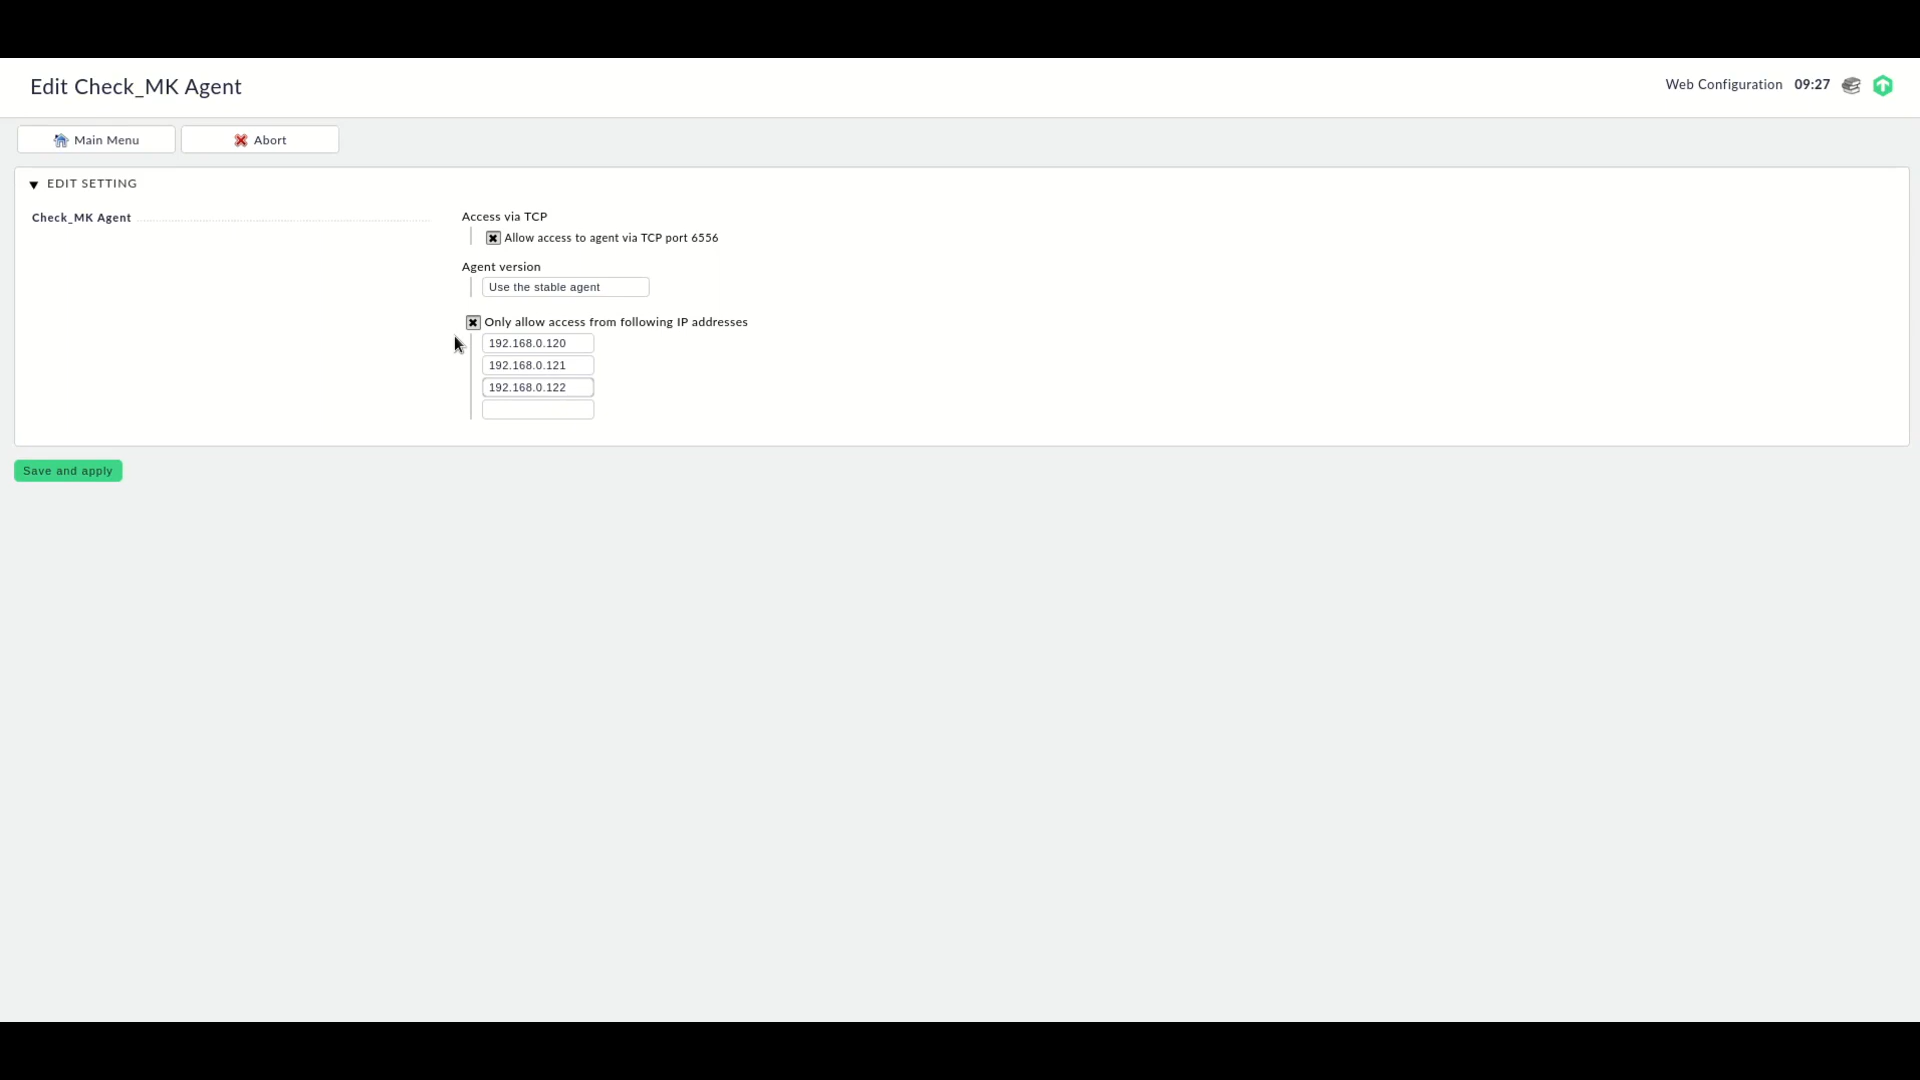 Edit Check_MK Agent
Web Configuration 09:27
Main Menu
Abort
EDIT SETTING
Check_MK Agent
Access via TCP
Allow access to agent via TCP port 6556
Agent version
Use the stable agent
Only allow access from following IP addresses
192.168.0.120
192.168.0.121
192.168.0.122
Save and apply